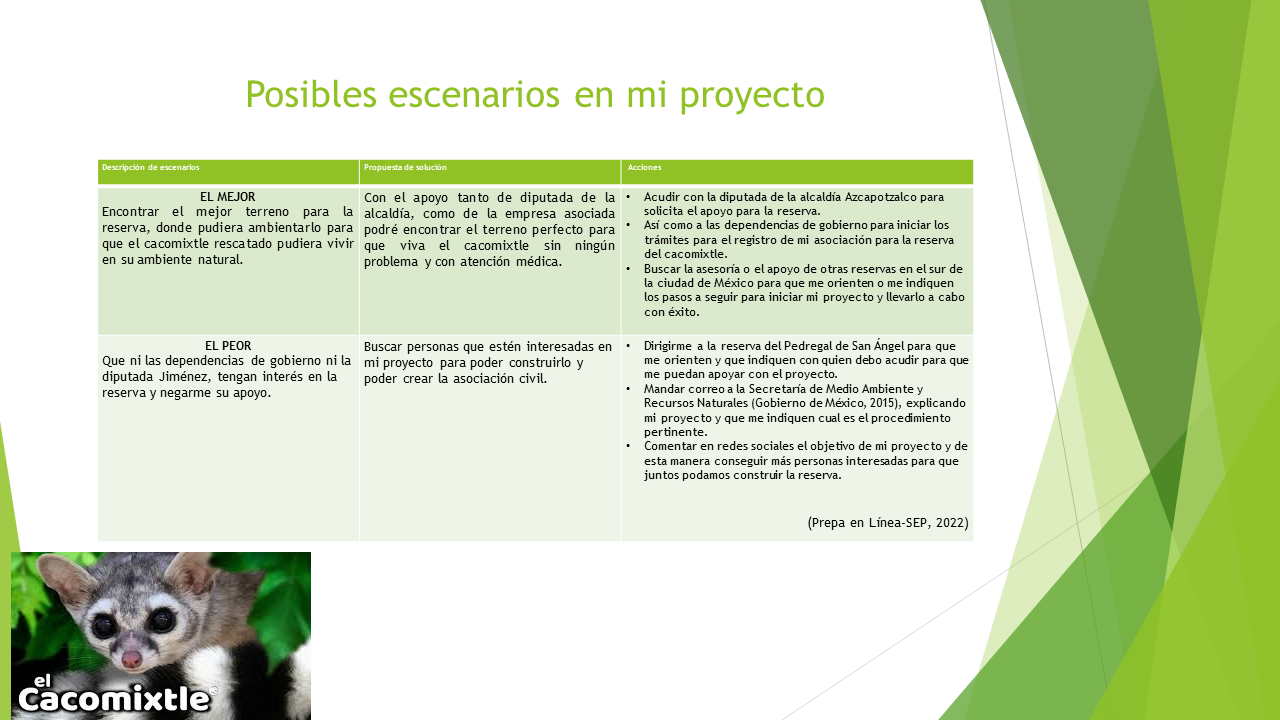 Posibles escenarios en mi proyecto
Descripción de escenarios
Propuesta de solución
Acciones
EL MEJOR
Encontrar el mejor terreno para la
reserva, donde pudiera ambientarlo para
que el cacomixtle rescatado pudiera vivir
en su ambiente natural.
Con el apoyo tanto de diputada de la
alcaldía, como de la empresa asociada
podré encontrar el terreno perfecto para
que viva el cacomixtle sin ningún
problema y con atención médica.
• Acudir con la diputada de la alcaldía Azcapotzalco para
solicita el apoyo para la reserva.
• Así como a las dependencias de gobierno para iniciar los
trámites para el registro de mi asociación para la reserva
del cacomixtle.
• Buscar la asesoría o el apoyo de otras reservas en el sur de
la ciudad de México para que me orienten o me indiquen
los pasos a seguir para iniciar mi proyecto y llevarlo a cabo
con éxito.
EL PEOR
Que ni las dependencias de gobierno ni la
diputada Jiménez, tengan interés en la
reserva y negarme su apoyo.
Buscar personas que estén interesadas en
mi proyecto para poder construirlo y
poder crear la asociación civil.
• Dirigirme a la reserva del Pedregal de San Ángel para que
me orienten y que indiquen con quien debo acudir para que
me puedan apoyar con el proyecto.
• Mandar correo a la Secretaría de Medio Ambiente y
Recursos Naturales (Gobierno de México, 2015), explicando
mi proyecto y que me indiquen cual es el procedimiento
pertinente.
• Comentar en redes sociales el objetivo de mi proyecto y de
esta manera conseguir más personas interesadas para que
juntos podamos construir la reserva.
(Prepa en Línea-SEP, 2022)
el
Cacomixtle